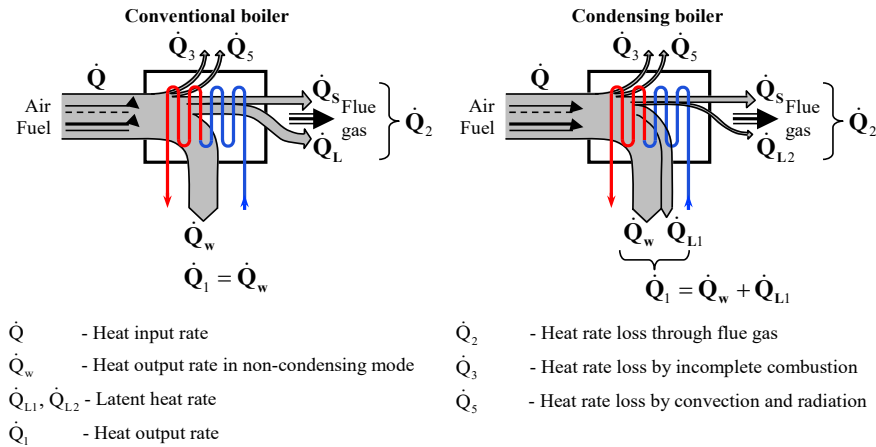 Conventional boiler
Q̇₃ Q̇₅
Q̇
Air
Fuel
Q̇s
Flue
gas
Q̇₂
Q̇L
Q̇w
Q̇₁ = Q̇w
Condensing boiler
Q̇₃ Q̇₅
Q̇
Air
Fuel
Q̇s
Flue
gas
Q̇₂
Q̇L2
Q̇w Q̇L1
Q̇₁ = Q̇w + Q̇L1
Q̇ - Heat input rate
Q̇w - Heat output rate in non-condensing mode
Q̇L1, Q̇L2 - Latent heat rate
Q̇₁ - Heat output rate
Q̇₂ - Heat rate loss through flue gas
Q̇₃ - Heat rate loss by incomplete combustion
Q̇₅ - Heat rate loss by convection and radiation